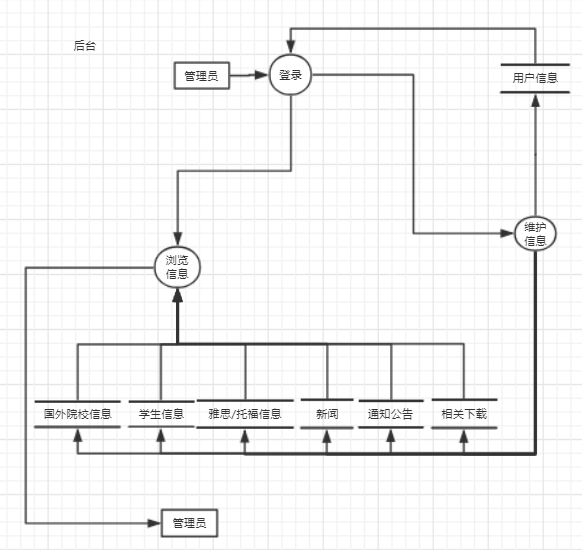 后台
管理员
登录
用户信息
维护
信息
浏览
信息
国外院校信息
学生信息
雅思/托福信息
新闻
通知公告
相关下载
管理员